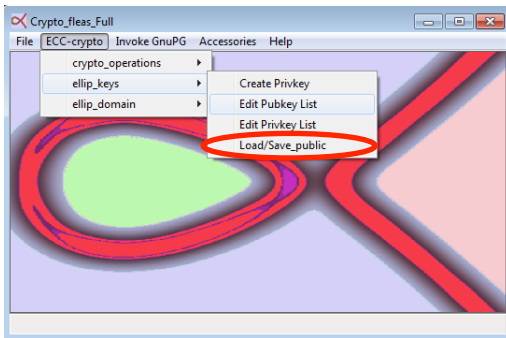 Crypto_fleas_Full
File ECC-crypto Invoke GnuPG Accessories Help
crypto_operations
ellip_keys
ellip_domain
Create Privkey
Edit Pubkey List
Edit Privkey List
Load/Save_public